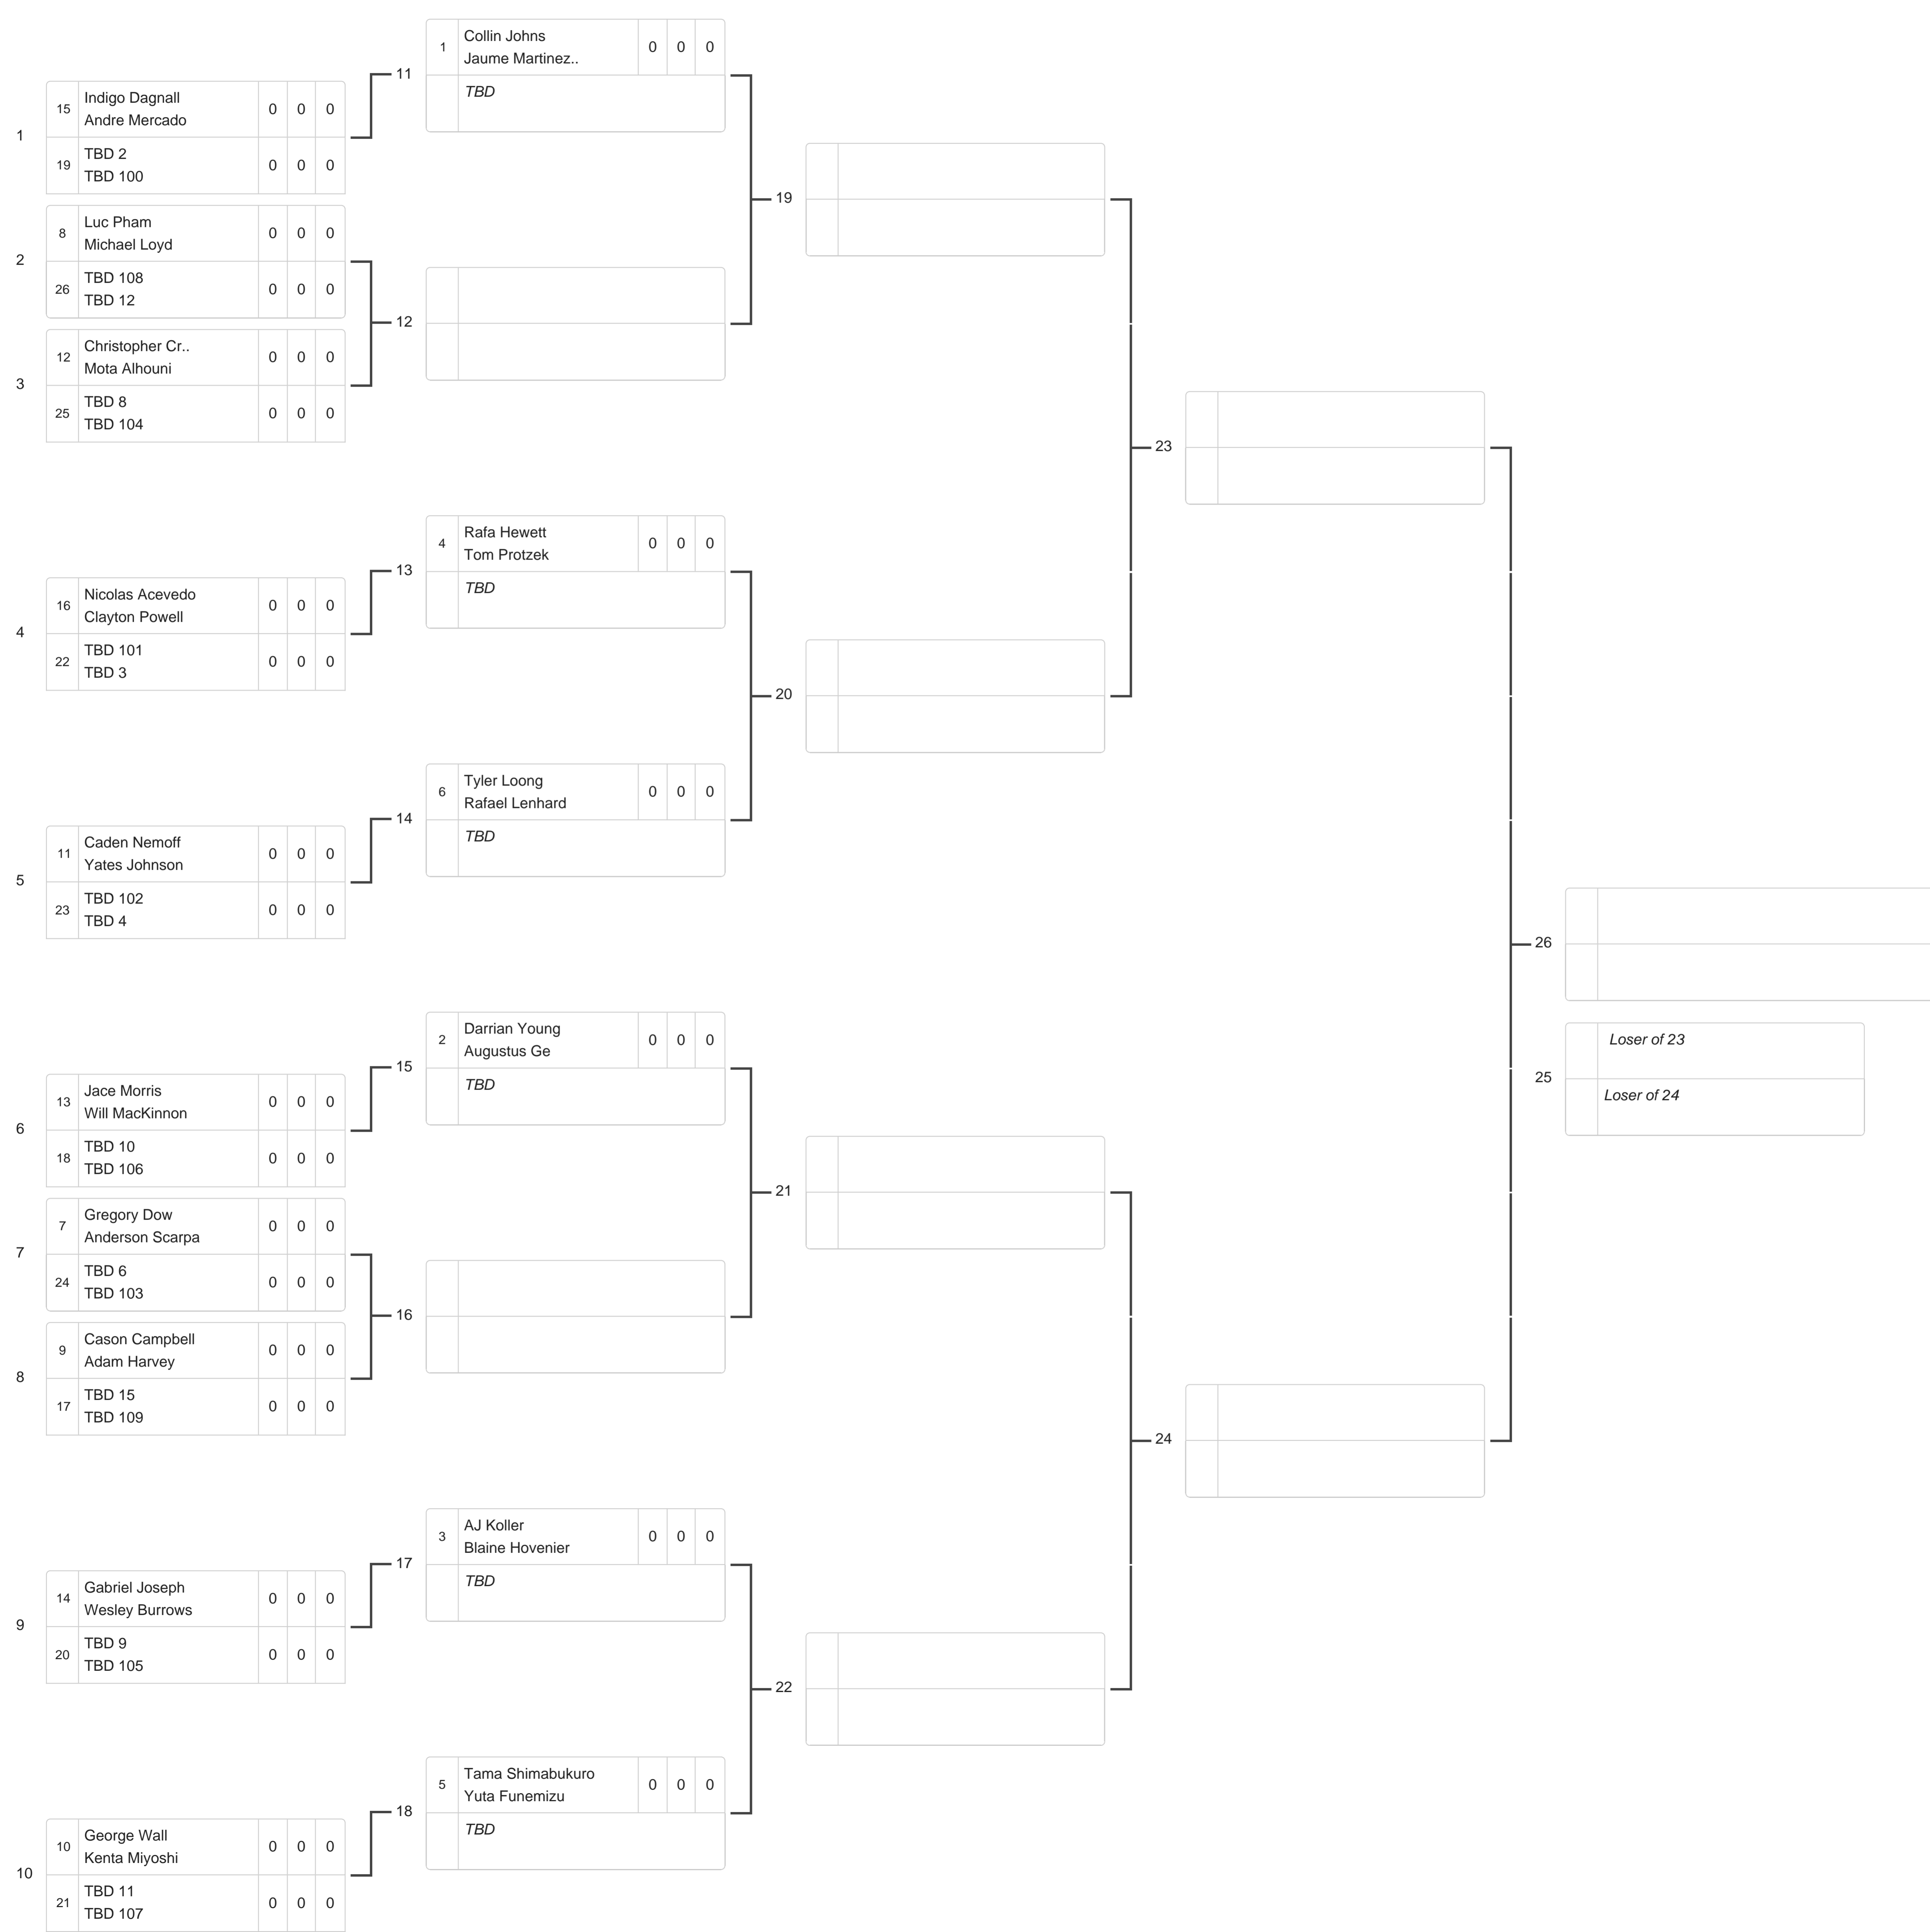 1
15
Indigo Dagnall
Andre Mercado
0 0 0
19
TBD 2
TBD 100
0 0 0
2
8
Luc Pham
Michael Loyd
0 0 0
26
TBD 108
TBD 12
0 0 0
3
12
Christopher Cr..
Mota Alhouni
0 0 0
25
TBD 8
TBD 104
0 0 0
4
16
Nicolas Acevedo
Clayton Powell
0 0 0
22
TBD 101
TBD 3
0 0 0
5
11
Caden Nemoff
Yates Johnson
0 0 0
23
TBD 102
TBD 4
0 0 0
6
13
Jace Morris
Will MacKinnon
0 0 0
18
TBD 10
TBD 106
0 0 0
7
7
Gregory Dow
Anderson Scarpa
0 0 0
24
TBD 6
TBD 103
0 0 0
8
9
Cason Campbell
Adam Harvey
0 0 0
17
TBD 15
TBD 109
0 0 0
9
14
Gabriel Joseph
Wesley Burrows
0 0 0
20
TBD 9
TBD 105
0 0 0
10
10
George Wall
Kenta Miyoshi
0 0 0
21
TBD 11
TBD 107
0 0 0
11
1
Collin Johns
Jaume Martinez..
0 0 0
TBD
12
13
4
Rafa Hewett
Tom Protzek
0 0 0
TBD
14
6
Tyler Loong
Rafael Lenhard
0 0 0
TBD
15
2
Darrian Young
Augustus Ge
0 0 0
TBD
16
17
3
AJ Koller
Blaine Hovenier
0 0 0
TBD
18
5
Tama Shimabukuro
Yuta Funemizu
0 0 0
TBD
19
20
21
22
23
24
26
25
Loser of 23
Loser of 24